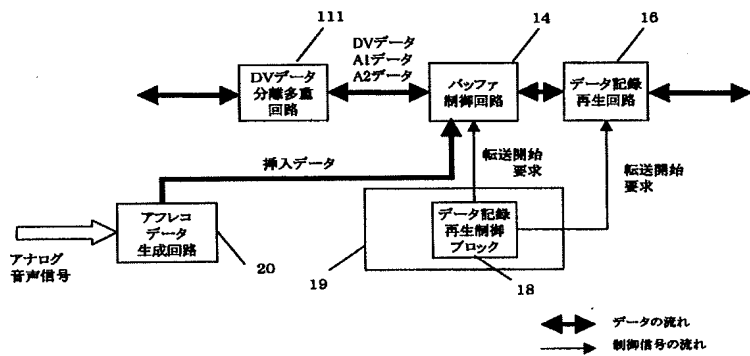 111
DVデータ
A1データ
A2データ
14
16
DVデータ
分離多重
回路
バッファ
制御回路
データ記録
再生回路
挿入データ
転送開始
要求
転送開始
要求
アフレコ
データ
生成回路
データ記録
再生制御
ブロック
アナログ
音声信号
20
19
18
データの流れ
制御信号の流れ